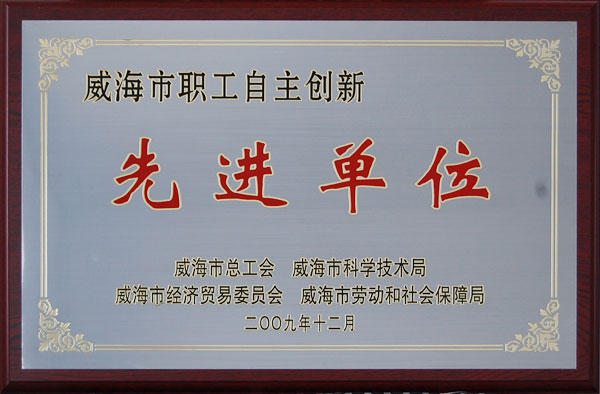 威海市职工自主创新
先进单位
威海市总工会 威海市科学技术局
威海市经济贸易委员会 威海市劳动和社会保障局
二〇〇九年十二月